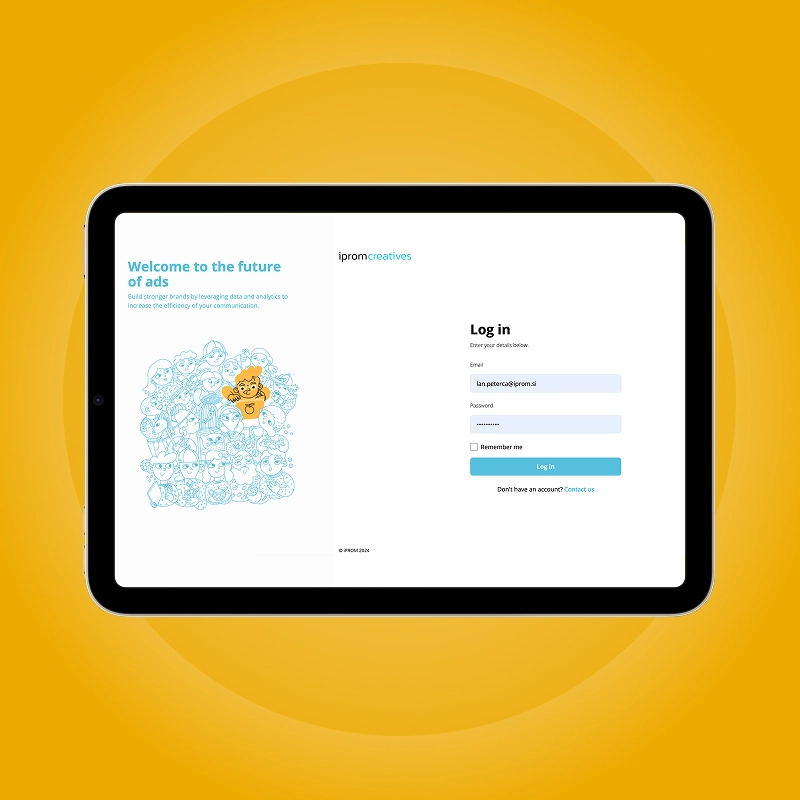 Welcome to the future
of ads
Build stronger brands by leveraging data and analytics to
increase the efficiency of your communication.
ipromcreatives
Log in
Enter your details below.
Email
lan.peterca@iprom.si
Password
Remember me
Log in
Don't have an account? Contact us
© iPROM 2024